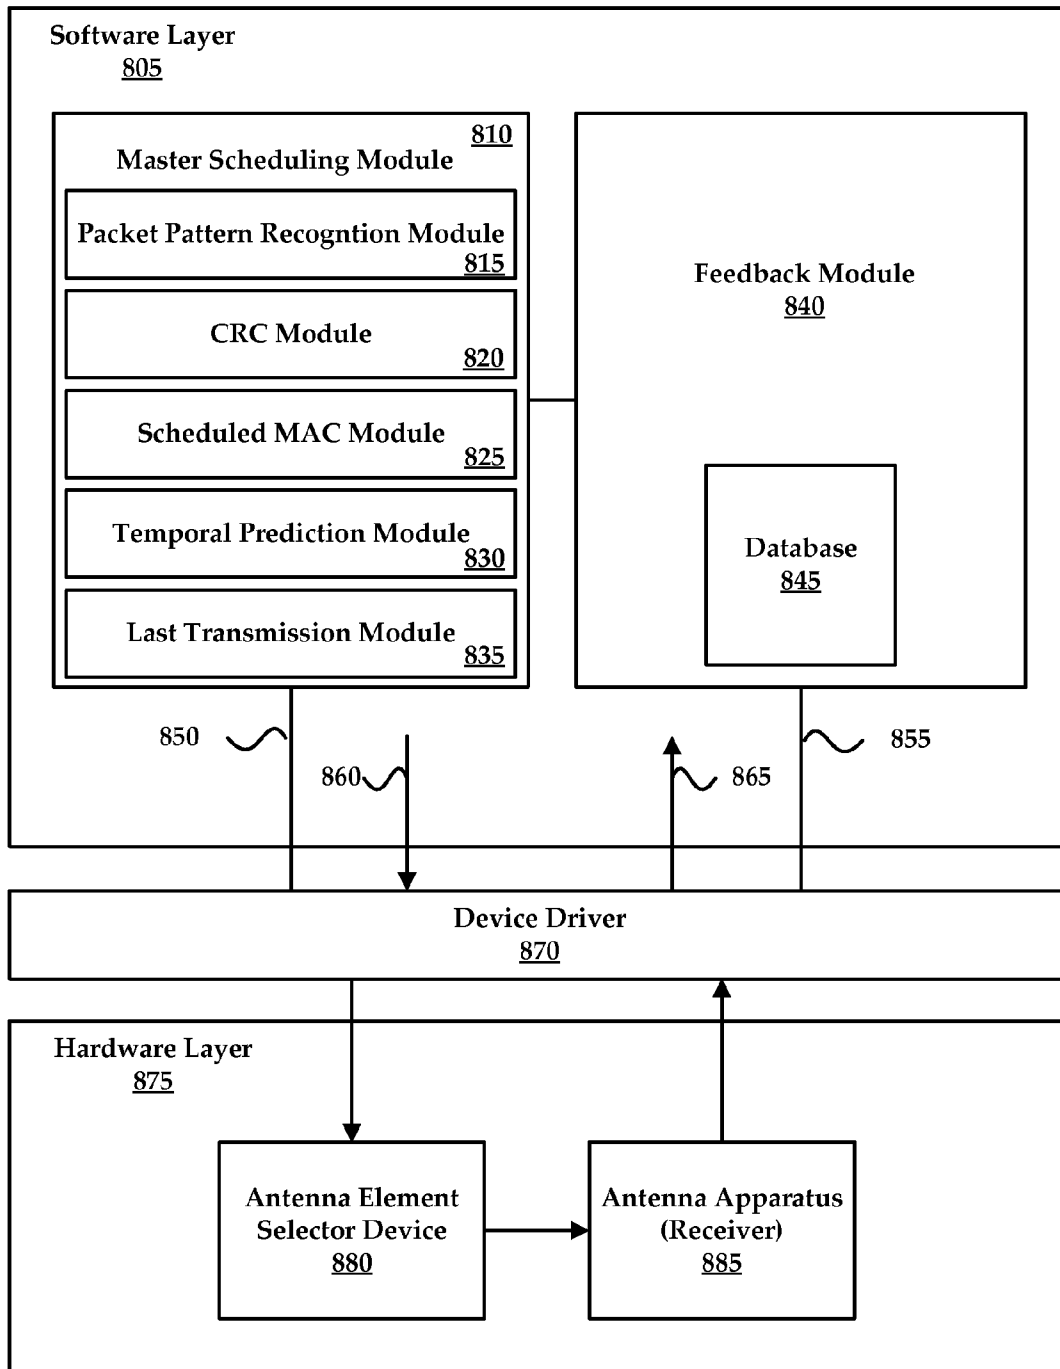 Software Layer
805
810
Master Scheduling Module
Packet Pattern Recogntion Module
815
CRC Module
820
Scheduled MAC Module
825
Temporal Prediction Module
830
Last Transmission Module
835
Feedback Module
840
Database
845
850
860
865
855
Device Driver
870
Hardware Layer
875
Antenna Element
Selector Device
880
Antenna Apparatus
(Receiver)
885